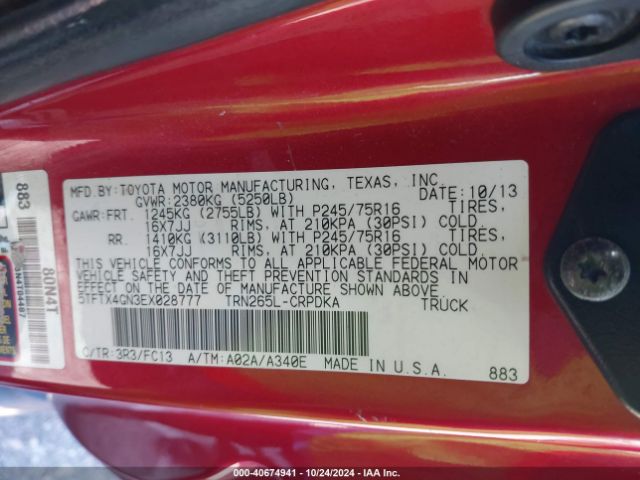 MFD.BY:TOYOTA MOTOR MANUFACTURING, TEXAS, INC.
GVWR:2380KG (5250LB) DATE:10/13
GAWR:FRT. 1245KG (2755LB) WITH P245/75R16 TIRES,
16X7JJ RIMS, AT 210KPA (30PSI) COLD.
RR. 1410KG (3110LB) WITH P245/75R16 TIRES,
16X7JJ RIMS, AT 210KPA (30PSI) COLD.
THIS VEHICLE CONFORMS TO ALL APPLICABLE FEDERAL MOTOR
VEHICLE SAFETY AND THEFT PREVENTION STANDARDS IN
EFFECT ON THE DATE OF MANUFACTURE SHOWN ABOVE.
5TFTX4GN3EX028777 TRN265L-CRPDKA TRUCK
C/TR:3R3/FC13 A/TM:A02A/A340E MADE IN U.S.A.
883
883
80N4T
STOCK: 40674941 | 10/24/2024 | IAA Inc.